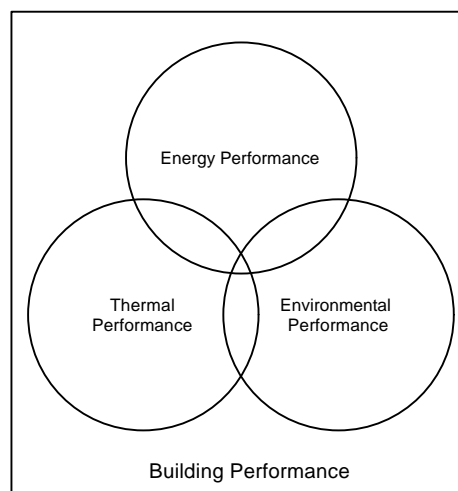 Energy Performance
Thermal
Performance
Environmental
Performance
Building Performance